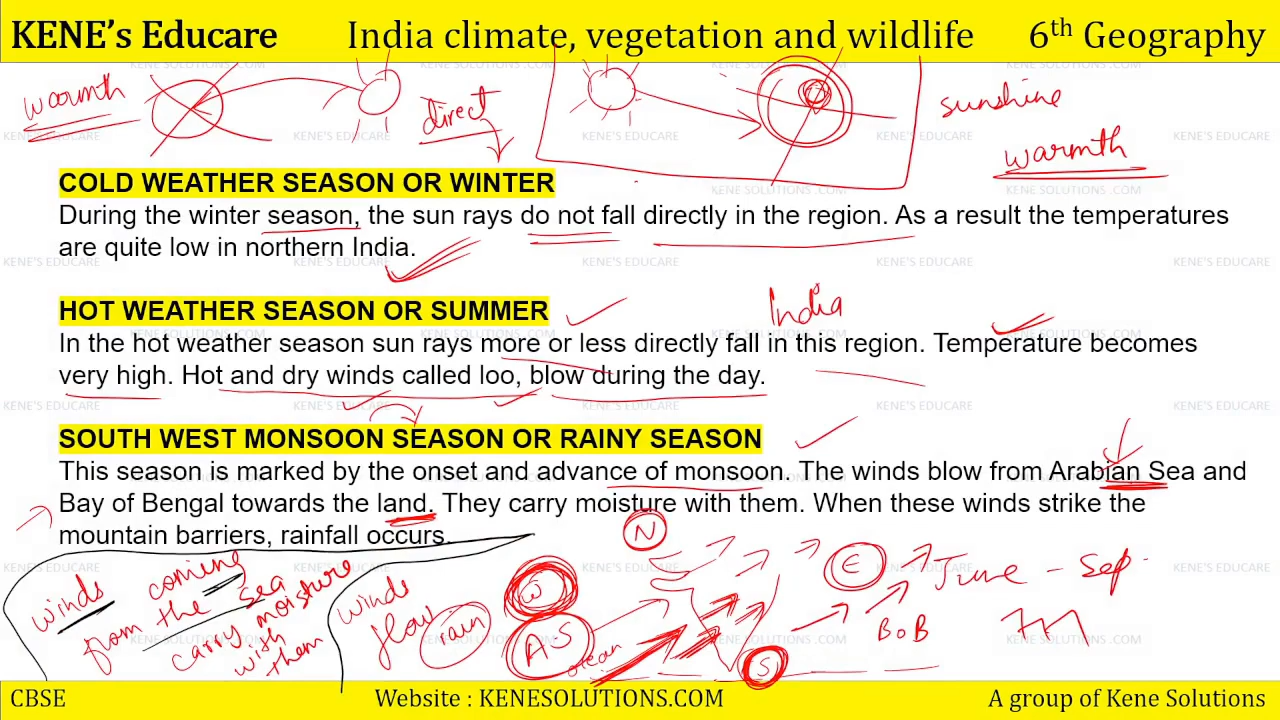 KENE's Educare India climate, vegetation and wildlife 6th Geography
warmth
direct
sunshine
warmth
COLD WEATHER SEASON OR WINTER
During the winter season, the sun rays do not fall directly in the region. As a result the temperatures
are quite low in northern India.
HOT WEATHER SEASON OR SUMMER
India
In the hot weather season sun rays more or less directly fall in this region. Temperature becomes
very high. Hot and dry winds called loo, blow during the day.
SOUTH WEST MONSOON SEASON OR RAINY SEASON
This season is marked by the onset and advance of monsoon. The winds blow from Arabian Sea and
Bay of Bengal towards the land. They carry moisture with them. When these winds strike the
mountain barriers, rainfall occurs.
winds coming
from the sea
carry moisture
with
them
winds
flow
rain
N
W
E
AS
ocean
S
BoB
June - Sep
CBSE Website : KENESOLUTIONS.COM A group of Kene Solutions
KENE SOLUTIONS .COM
KENE'S EDUCARE